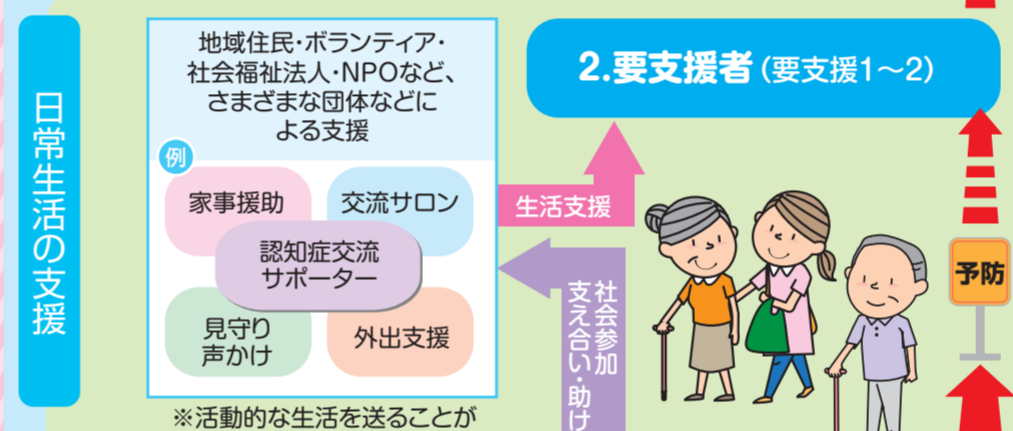 日常生活の支援
地域住民・ボランティア・
社会福祉法人・NPOなど、
さまざまな団体などに
よる支援
例
家事援助
交流サロン
認知症交流
サポーター
見守り
声かけ
外出支援
※活動的な生活を送ることが
2.要支援者（要支援1～2）
生活支援
社会参加
支え合い・助け
予防